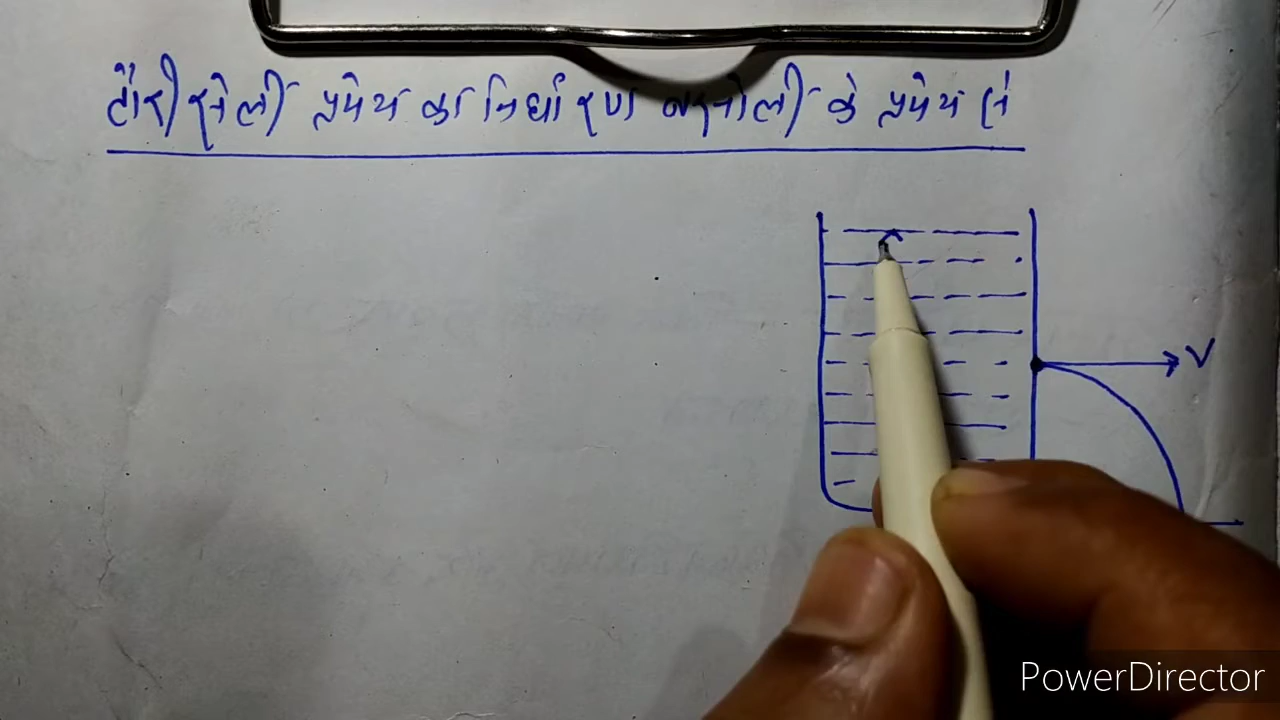 टॉरीसेली प्रमेय का निर्धारण बरनोली के प्रमेय से
V
PowerDirector